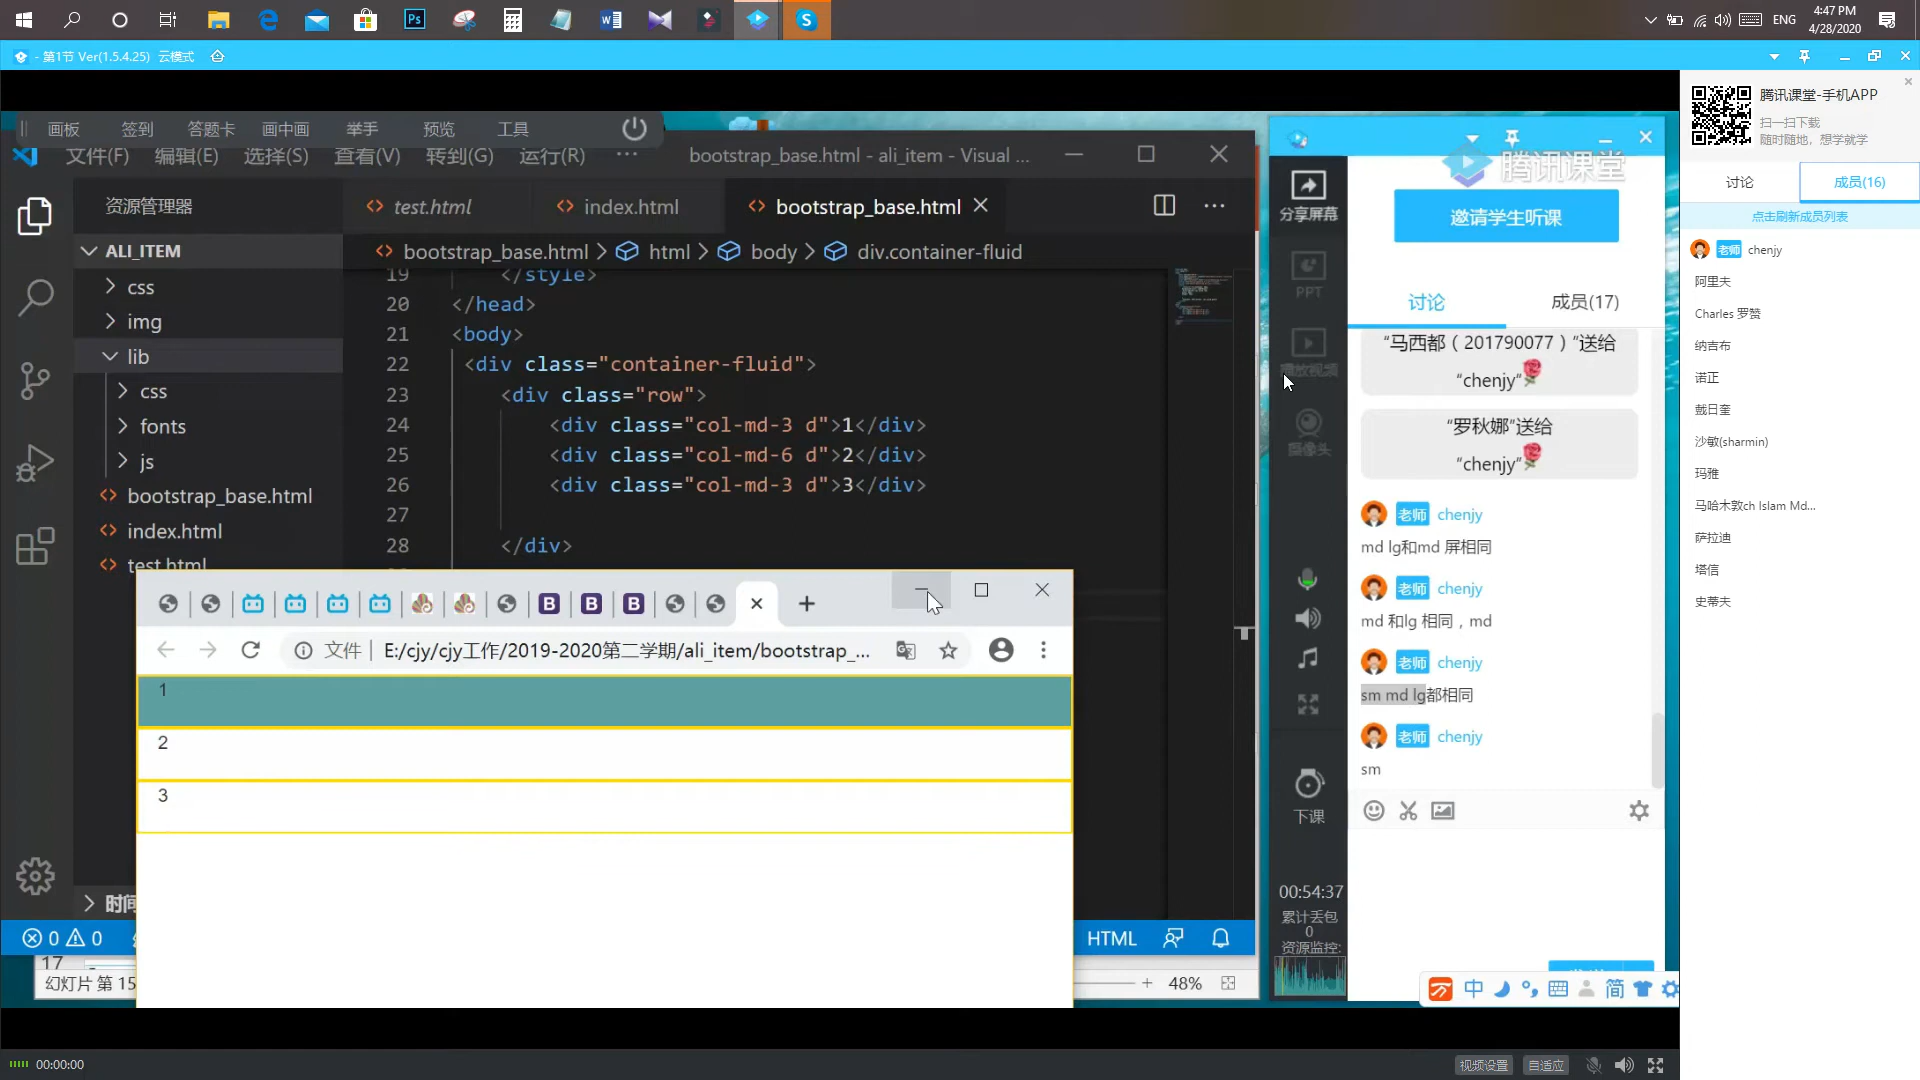 Ps
S
ENG
4:47 PM
4/28/2020
- 第1节 Ver(1.5.4.25) 云模式
画板 签到 答题卡 画中画 举手 预览 工具
文件(F) 编辑(E) 选择(S) 查看(V) 转到(G) 运行(R) ···
bootstrap_base.html - ali_item - Visual ...
资源管理器
test.html
index.html
bootstrap_base.html
ALI_ITEM
css
img
lib
css
fonts
js
bootstrap_base.html
index.html
test.html
bootstrap_base.html > html > body > div.container-fluid
19 </style>
20 </head>
21 <body>
22 <div class="container-fluid">
23 <div class="row">
24 <div class="col-md-3 d">1</div>
25 <div class="col-md-6 d">2</div>
26 <div class="col-md-3 d">3</div>
27
28 </div>
文件 E:/cjy/cjy工作/2019-2020第二学期/ali_item/bootstrap_...
1
2
3
0 0
HTML
17
幻灯片 第 15
48%
分享屏幕
PPT
播放视频
摄像头
下课
00:54:37
累计丢包
0
资源监控:
腾讯课堂
邀请学生听课
讨论 成员(17)
“马西都（201790077）”送给
“chenjy”
“罗秋娜”送给
“chenjy”
老师 chenjy
md lg和md 屏相同
老师 chenjy
md 和lg 相同，md
老师 chenjy
sm md lg都相同
老师 chenjy
sm
中 简
腾讯课堂-手机APP
扫一扫下载
随时随地，想学就学
讨论 成员(16)
点击刷新成员列表
老师 chenjy
阿里夫
Charles 罗赞
纳吉布
诺正
戴日奎
沙敏(sharmin)
玛雅
马哈木敦ch Islam Md...
萨拉迪
塔信
史蒂夫
00:00:00
视频设置 自适应